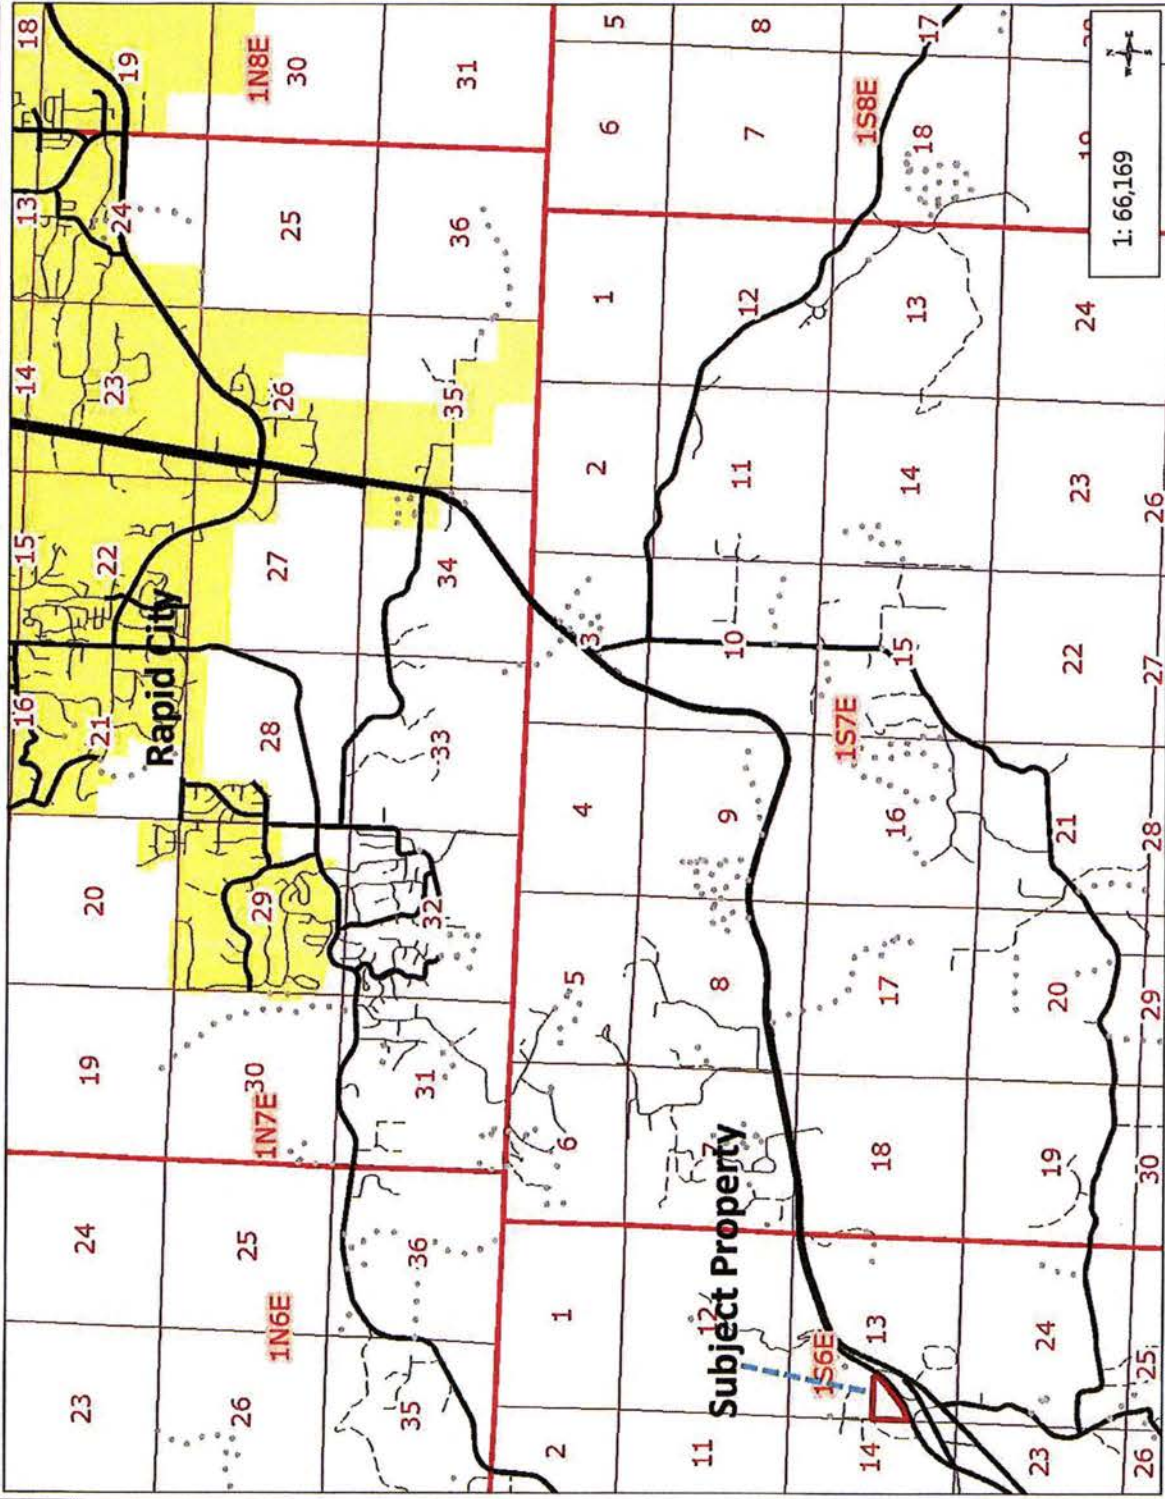 16 15 14 13 18
23 24 19 20 21 22 23 24 19
Rapid City
26 25 30 29 28 27 26 25 30
1N6E 1N7E 1N8E
35 36 31 32 33 34 35 36 31
2 1 6 5 4 3 2 1 6 5
11 12 7 8 9 10 11 12 7 8
Subject Property
1S6E 1S7E 1S8E
14 13 18 17 16 15 14 13 18 17
23 24 19 20 21 22 23 24 19
26 25 30 29 28 27 26
N
W E
S
1: 66,169